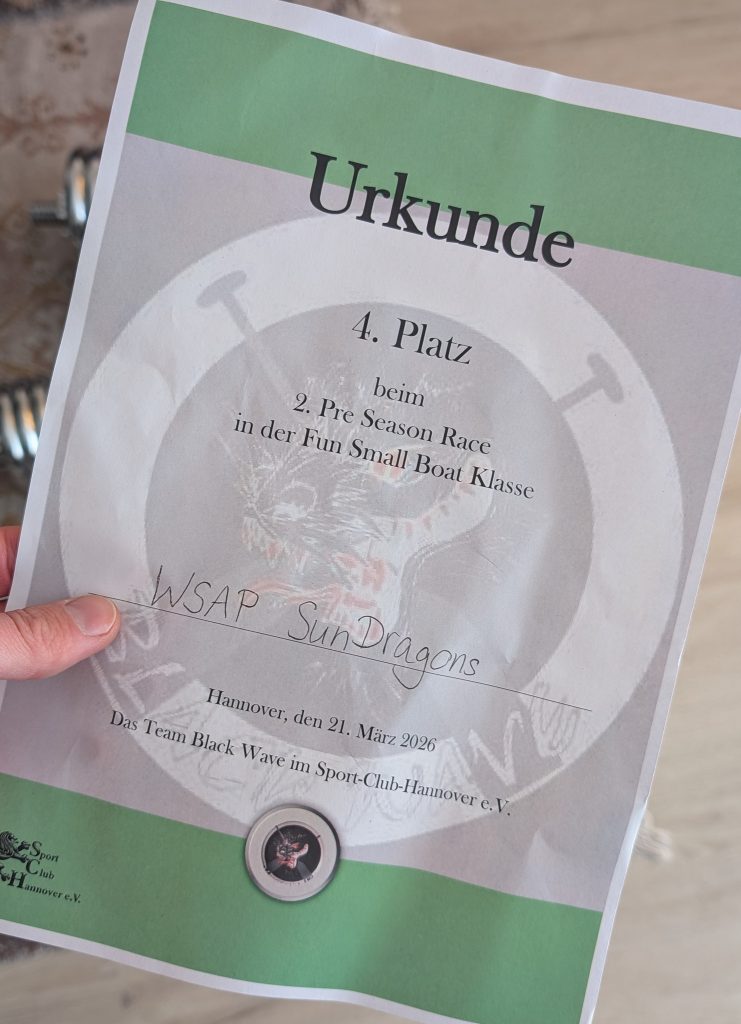 Urkunde
4. Platz
beim
2. Pre Season Race
in der Fun Small Boat Klasse
WSAP SunDragons
Hannover, den 21. März 2026
Das Team Black Wave im Sport-Club-Hannover e.V.
Sport
Club
Hannover e.V.